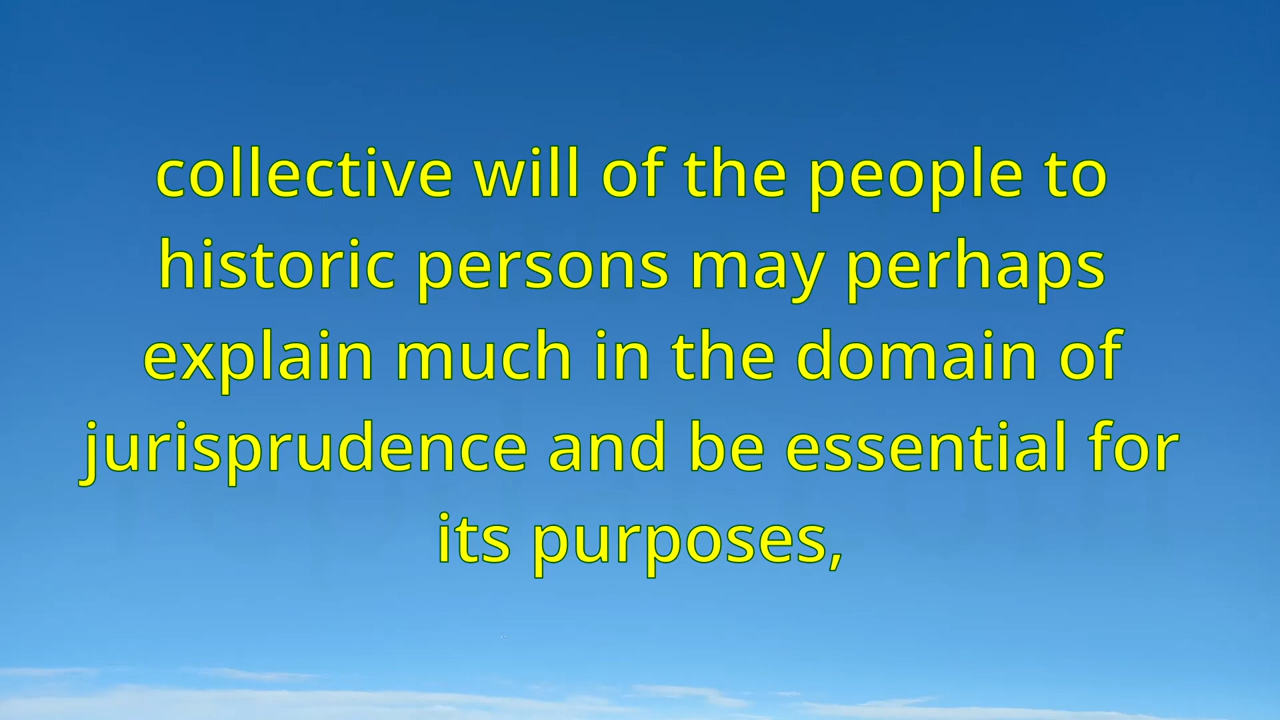 collective will of the people to
historic persons may perhaps
explain much in the domain of
jurisprudence and be essential for
its purposes,